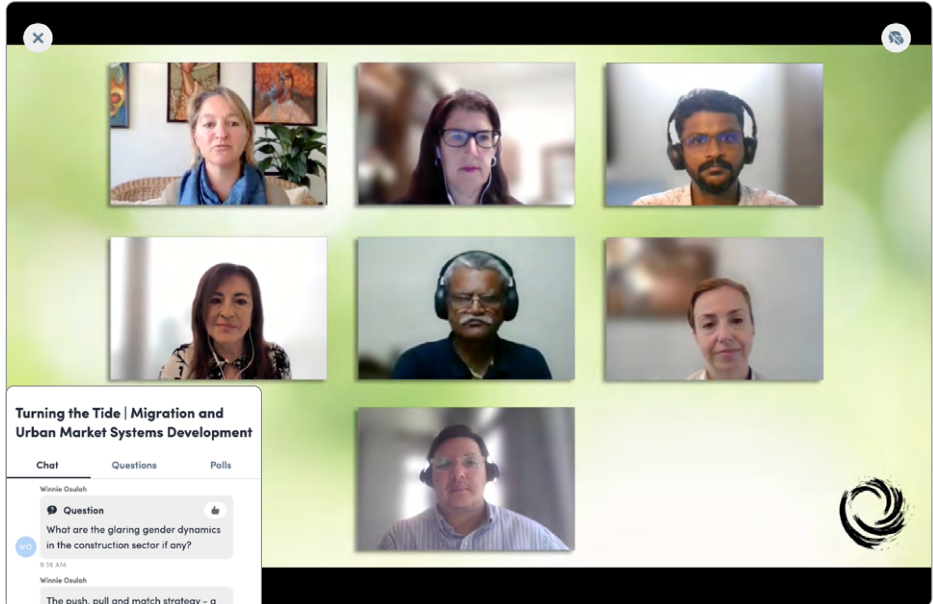 Turning the Tide | Migration and
Urban Market Systems Development
Chat Questions Polls
Winnie Osulah
Question
What are the glaring gender dynamics
in the construction sector if any?
WO
9:38 AM
Winnie Osulah
The push, pull and match strategy - a